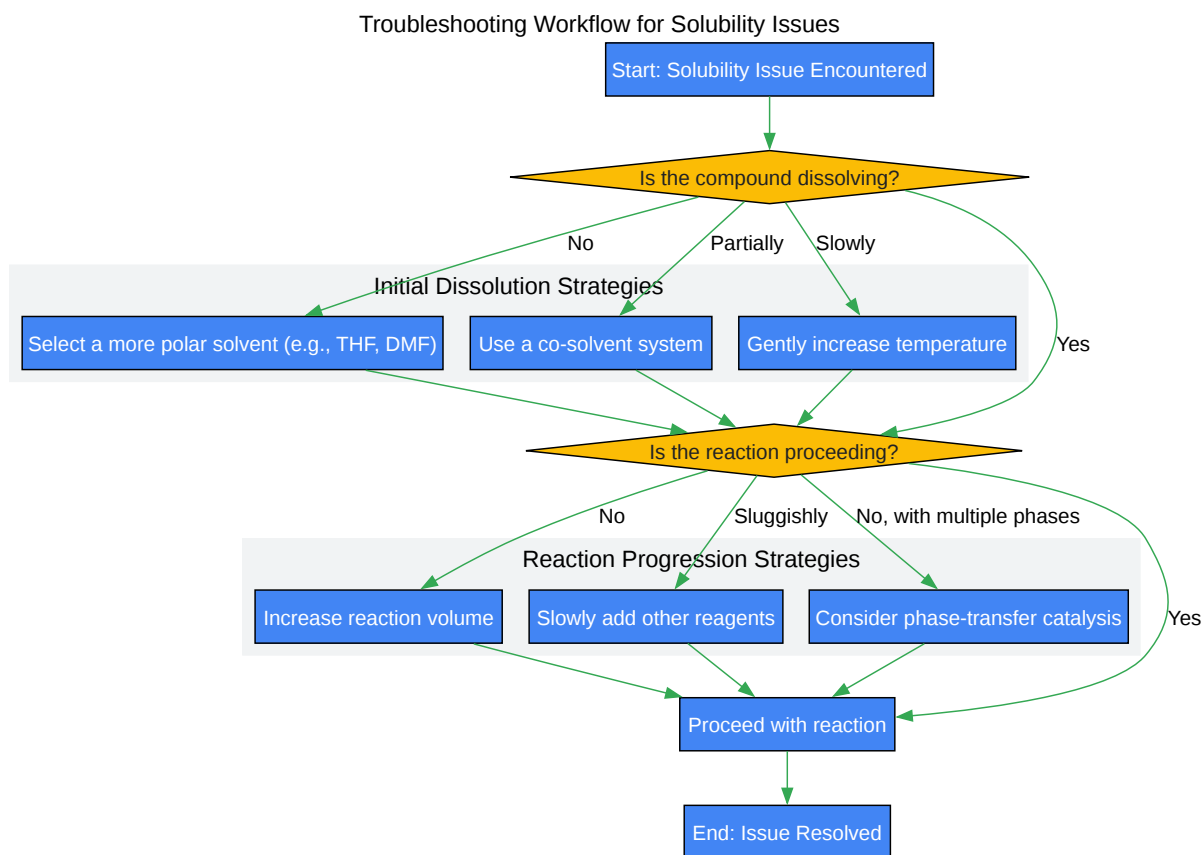 Troubleshooting Workflow for Solubility Issues
Start: Solubility Issue Encountered
Is the compound dissolving?
No
Partially
Slowly
Yes
Initial Dissolution Strategies
Select a more polar solvent (e.g., THF, DMF)
Use a co-solvent system
Gently increase temperature
Is the reaction proceeding?
No
Sluggishly
No, with multiple phases
Yes
Reaction Progression Strategies
Increase reaction volume
Slowly add other reagents
Consider phase-transfer catalysis
Proceed with reaction
End: Issue Resolved